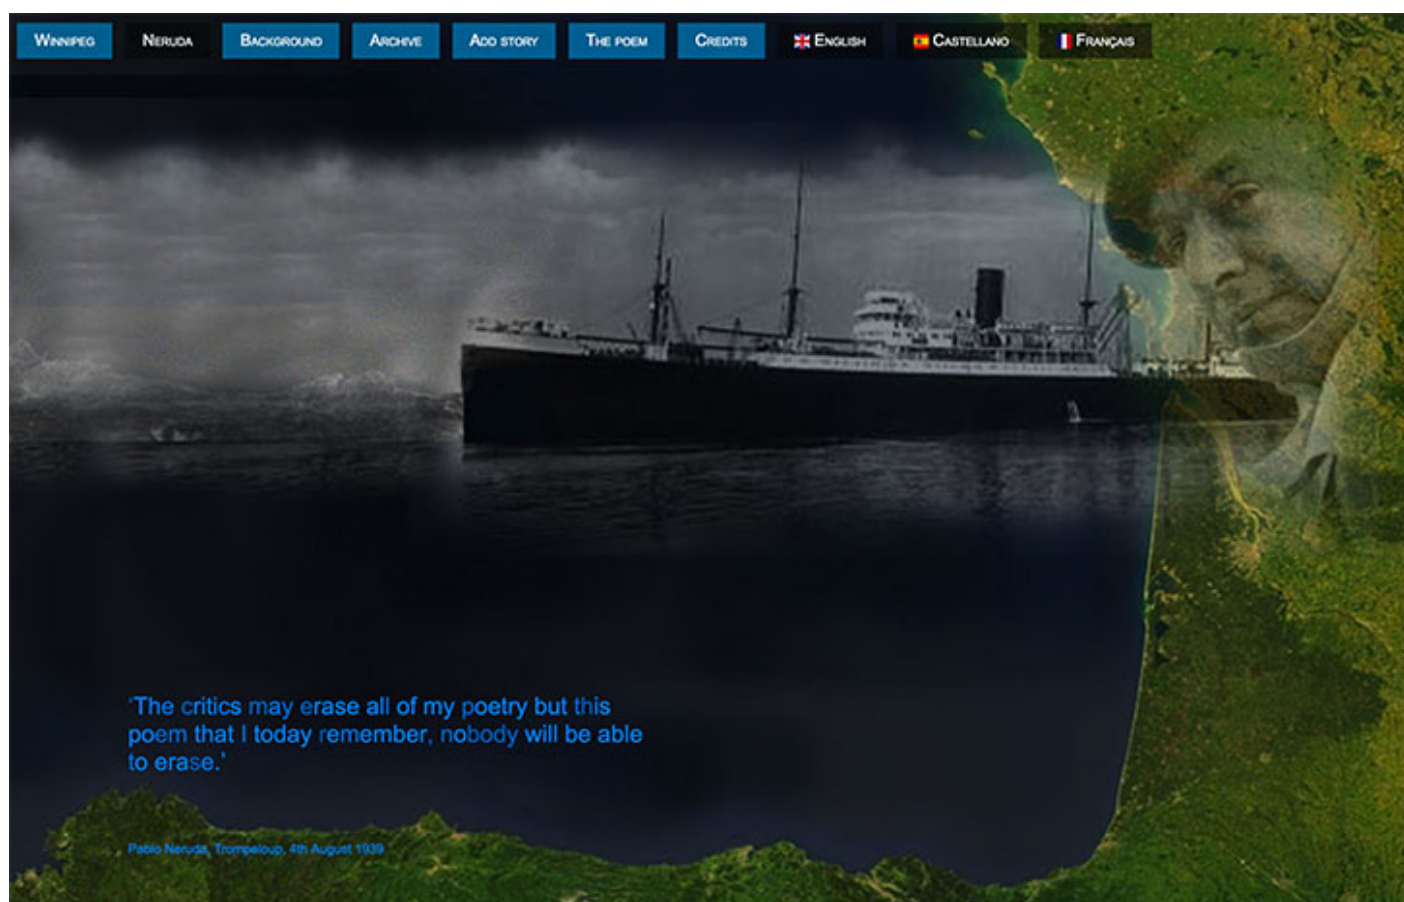 Winnipeg Neruda Background Archive Add story The poem Credits English Castellano Français
'The critics may erase all of my poetry but this
poem that I today remember, nobody will be able
to erase.'
Pablo Neruda, Trompeloup, 4th August 1939